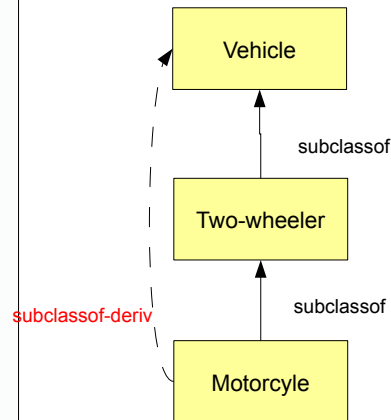 Vehicle
subclassof
Two-wheeler
subclassof
subclassof-deriv
Motorcyle